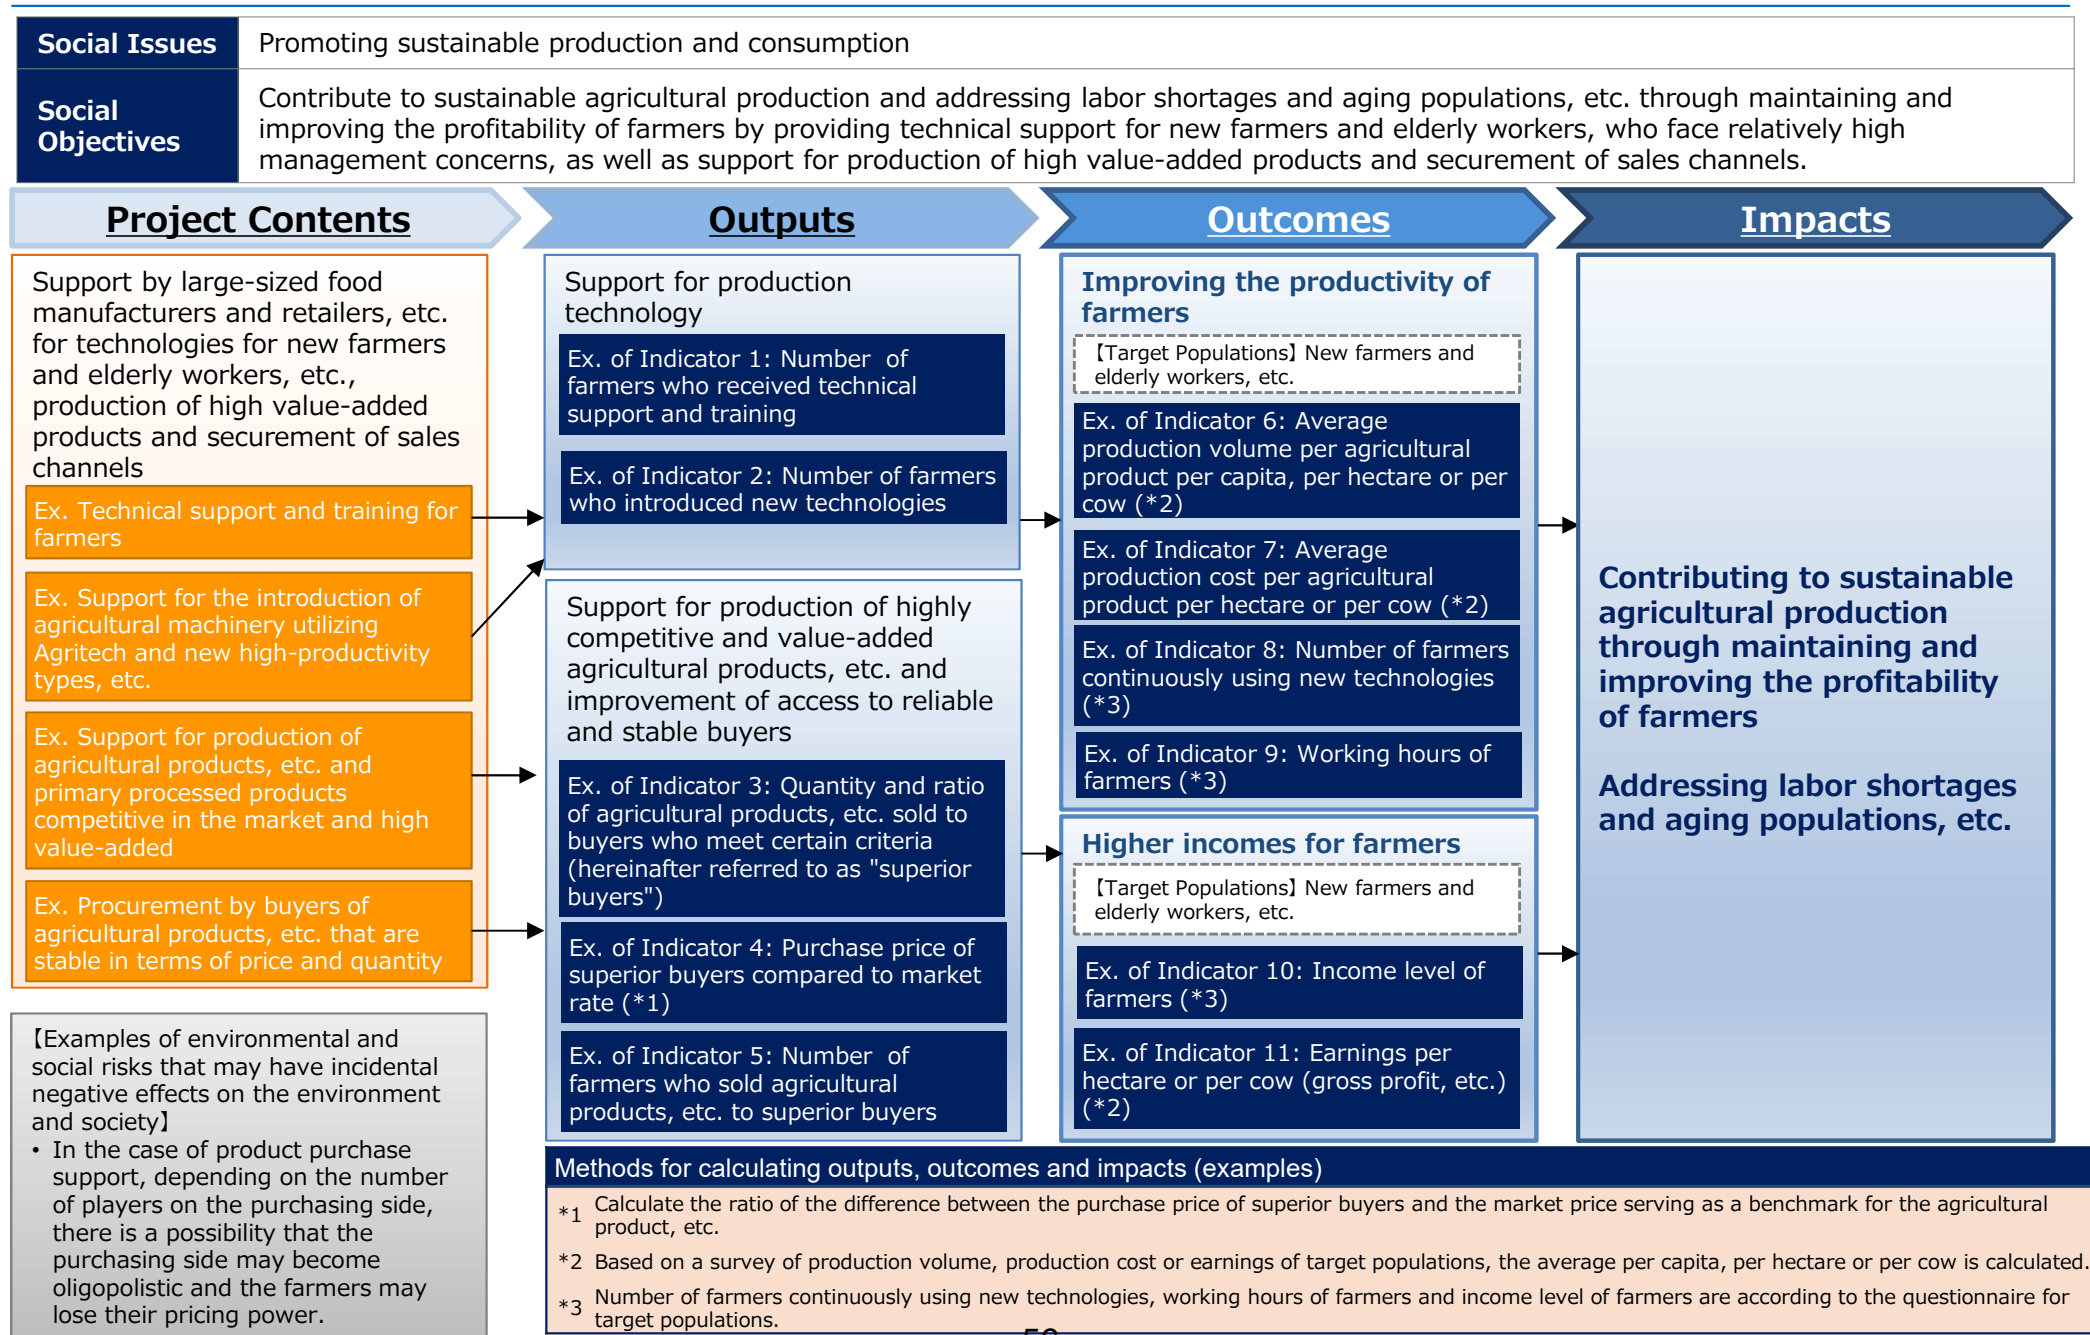 Social Issues
Promoting sustainable production and consumption
Social
Objectives
Contribute to sustainable agricultural production and addressing labor shortages and aging populations, etc. through maintaining and
improving the profitability of farmers by providing technical support for new farmers and elderly workers, who face relatively high
management concerns, as well as support for production of high value-added products and securement of sales channels.
Project Contents
Outputs
Outcomes
Impacts
Support by large-sized food
manufacturers and retailers, etc.
for technologies for new farmers
and elderly workers, etc.,
production of high value-added
products and securement of sales
channels
Ex. Technical support and training for
farmers
Ex. Support for the introduction of
agricultural machinery utilizing
Agritech and new high-productivity
types, etc.
Ex. Support for production of
agricultural products, etc. and
primary processed products
competitive in the market and high
value-added
Ex. Procurement by buyers of
agricultural products, etc. that are
stable in terms of price and quantity
【Examples of environmental and
social risks that may have incidental
negative effects on the environment
and society】
• In the case of product purchase
support, depending on the number
of players on the purchasing side,
there is a possibility that the
purchasing side may become
oligopolistic and the farmers may
lose their pricing power.
Support for production
technology
Ex. of Indicator 1: Number  of
farmers who received technical
support and training
Ex. of Indicator 2: Number of farmers
who introduced new technologies
Support for production of highly
competitive and value-added
agricultural products, etc. and
improvement of access to reliable
and stable buyers
Ex. of Indicator 3: Quantity and ratio
of agricultural products, etc. sold to
buyers who meet certain criteria
(hereinafter referred to as "superior
buyers")
Ex. of Indicator 4: Purchase price of
superior buyers compared to market
rate (*1)
Ex. of Indicator 5: Number  of
farmers who sold agricultural
products, etc. to superior buyers
Improving the productivity of
farmers
【Target Populations】New farmers and
elderly workers, etc.
Ex. of Indicator 6: Average
production volume per agricultural
product per capita, per hectare or per
cow (*2)
Ex. of Indicator 7: Average
production cost per agricultural
product per hectare or per cow (*2)
Ex. of Indicator 8: Number of farmers
continuously using new technologies
(*3)
Ex. of Indicator 9: Working hours of
farmers (*3)
Higher incomes for farmers
【Target Populations】New farmers and
elderly workers, etc.
Ex. of Indicator 10: Income level of
farmers (*3)
Ex. of Indicator 11: Earnings per
hectare or per cow (gross profit, etc.)
(*2)
Contributing to sustainable
agricultural production
through maintaining and
improving the profitability
of farmers
Addressing labor shortages
and aging populations, etc.
Methods for calculating outputs, outcomes and impacts (examples)
*1 Calculate the ratio of the difference between the purchase price of superior buyers and the market price serving as a benchmark for the agricultural
product, etc.
*2 Based on a survey of production volume, production cost or earnings of target populations, the average per capita, per hectare or per cow is calculated.
*3 Number of farmers continuously using new technologies, working hours of farmers and income level of farmers are according to the questionnaire for
target populations.